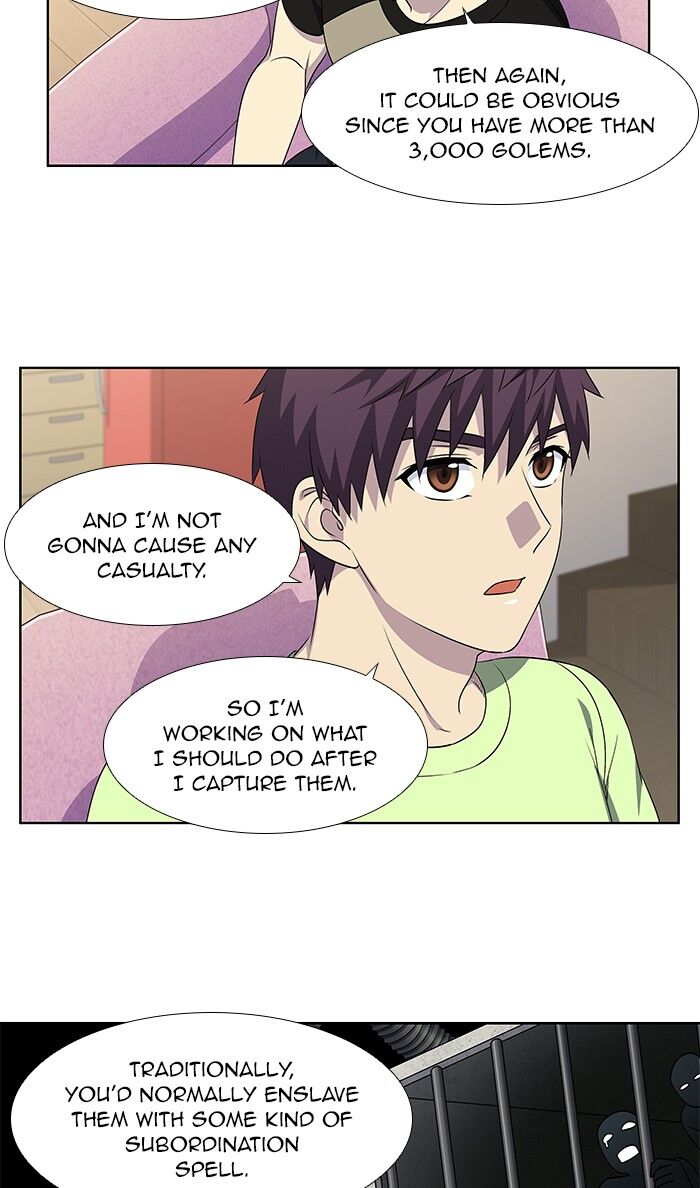 THEN AGAIN,
IT COULD BE OBVIOUS
SINCE YOU HAVE MORE THAN
3,000 GOLEMS.
AND I'M NOT
GONNA CAUSE ANY
CASUALTY.
SO I'M
WORKING ON WHAT
I SHOULD DO AFTER
I CAPTURE THEM.
TRADITIONALLY,
YOU'D NORMALLY ENSLAVE
THEM WITH SOME KIND OF
SUBORDINATION
SPELL.